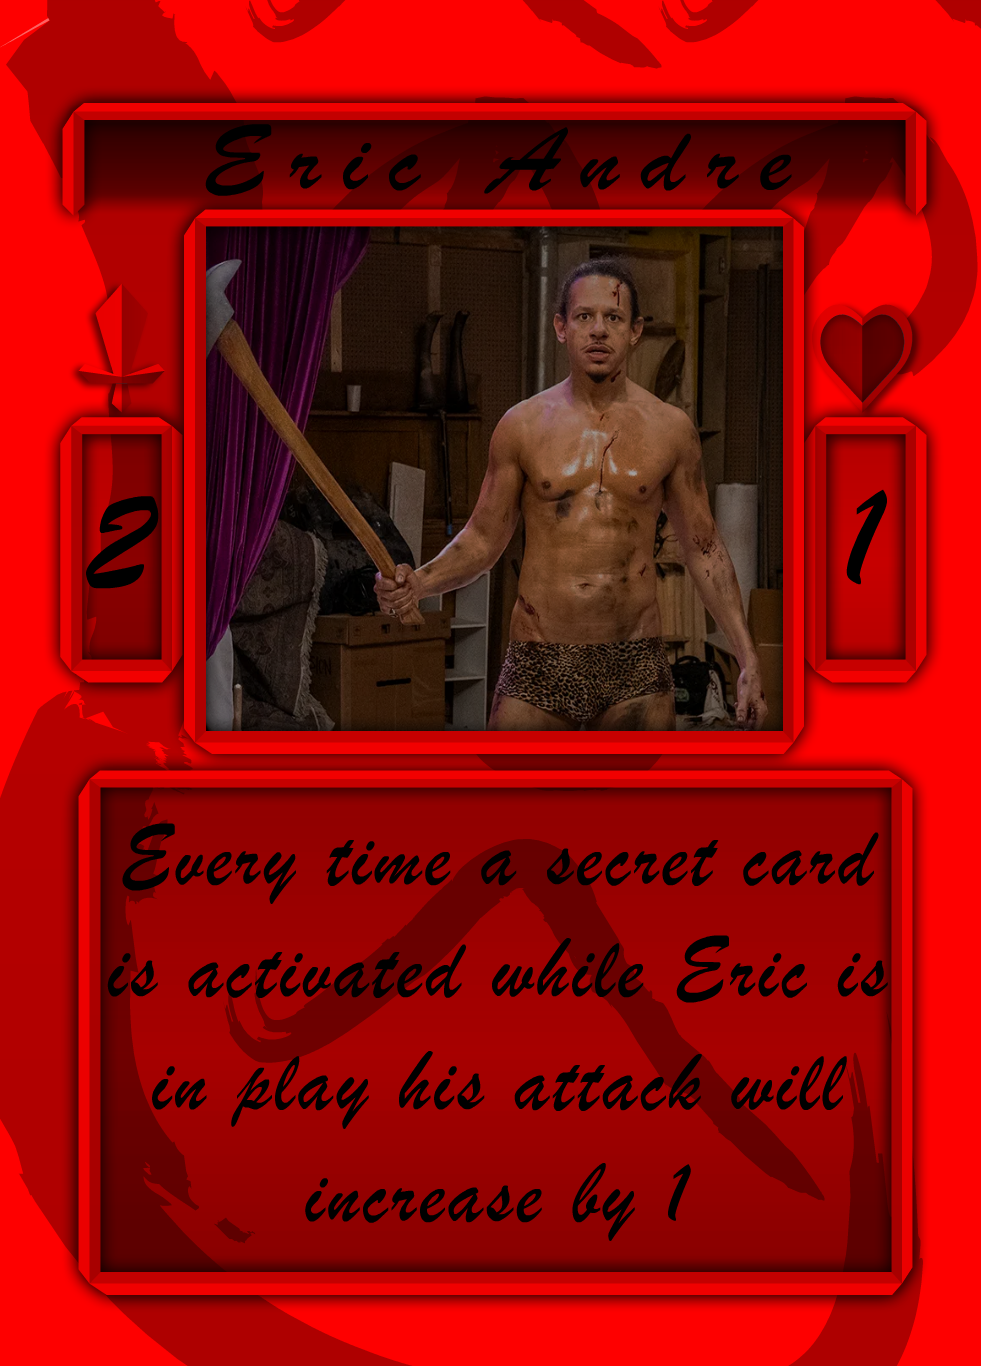 Eric Andre
2
1
Every time a secret card
is activated while Eric is
in play his attack will
increase by 1